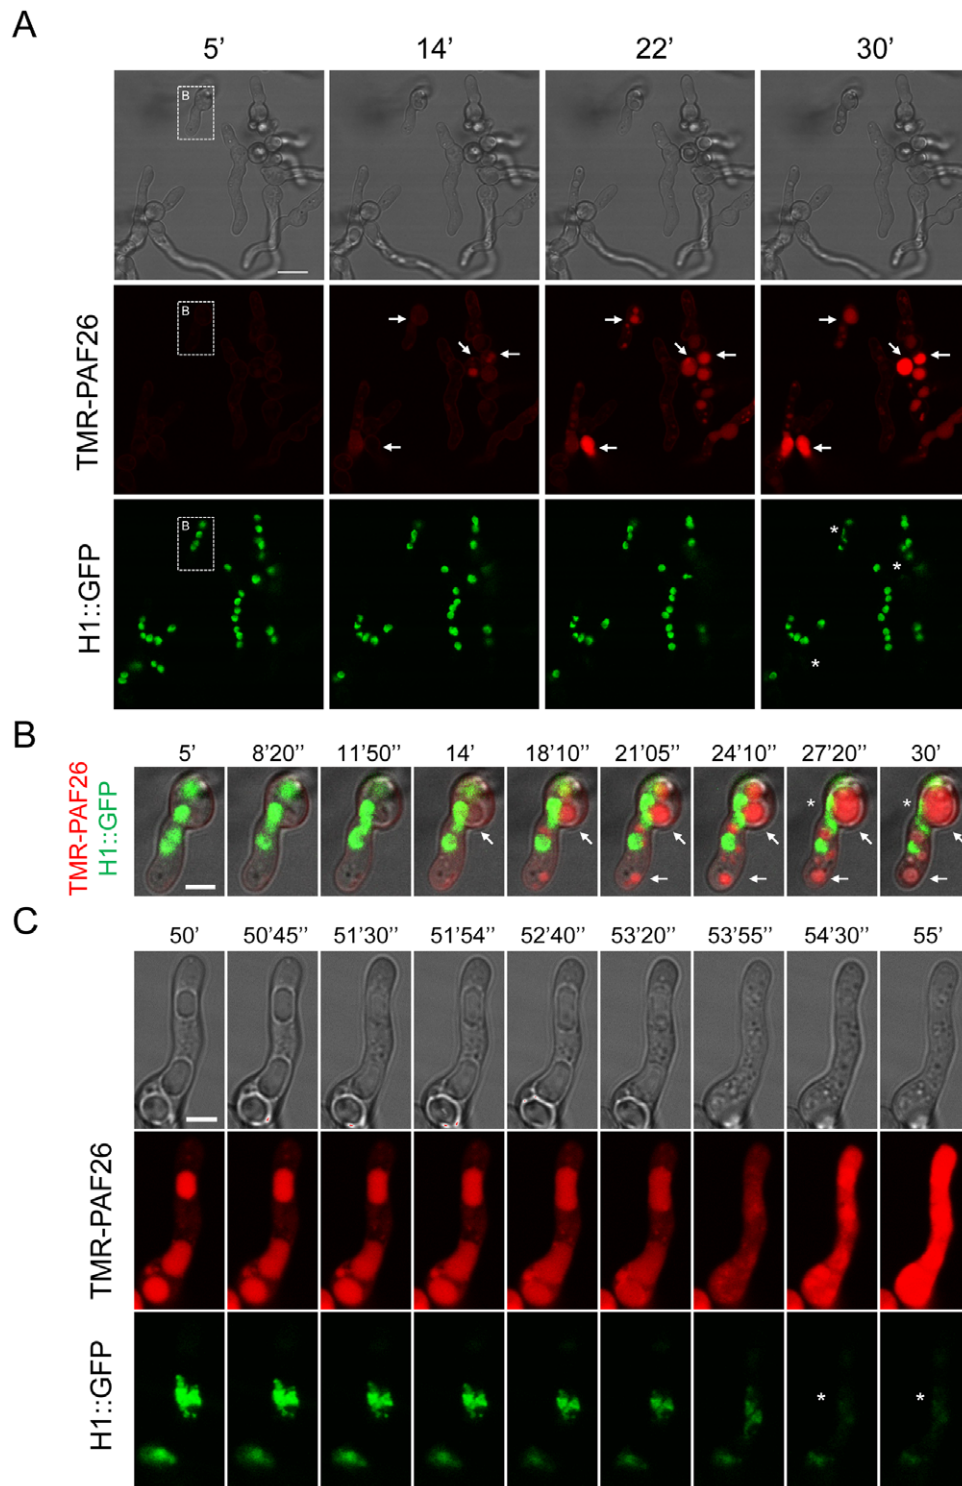 A
5’ 14’ 22’ 30’
B
TMR-PAF26
B
H1::GFP
B
*
*
*
B
5’ 8’20’’ 11’50’’ 14’ 18’10’’ 21’05’’ 24’10’’ 27’20’’ 30’
TMR-PAF26
H1::GFP
* *
C
50’ 50’45’’ 51’30’’ 51’54’’ 52’40’’ 53’20’’ 53’55’’ 54’30’’ 55’
TMR-PAF26
H1::GFP
* *